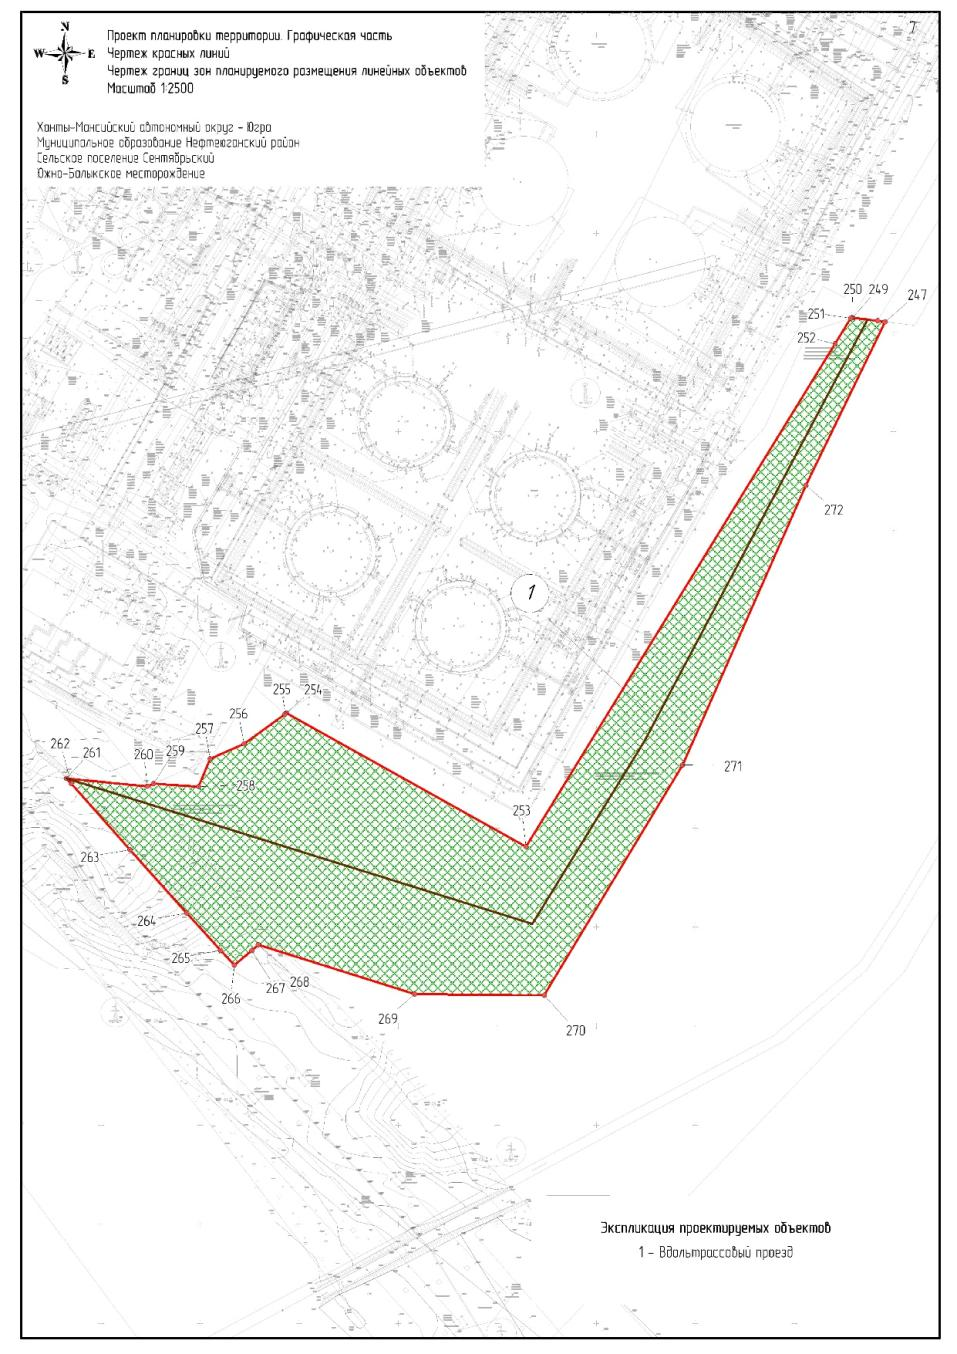 7
N
W E
S
Проект планировки территории. Графическая часть
Чертеж красных линий
Чертеж границ зон планируемого размещения линейных объектов
Масштаб 1:2500
Ханты-Мансийский автономный округ - Югра
Муниципальное образование Нефтеюганский район
Сельское поселение Сентябрьский
Южно-Балыкское месторождение
250 249 247
251
252
272
1
255 254
256
257
262 261 260 259
258
271
253
263
264
265
266
267 268
269
270
Экспликация проектируемых объектов
1 - Вдольтрассовый проезд